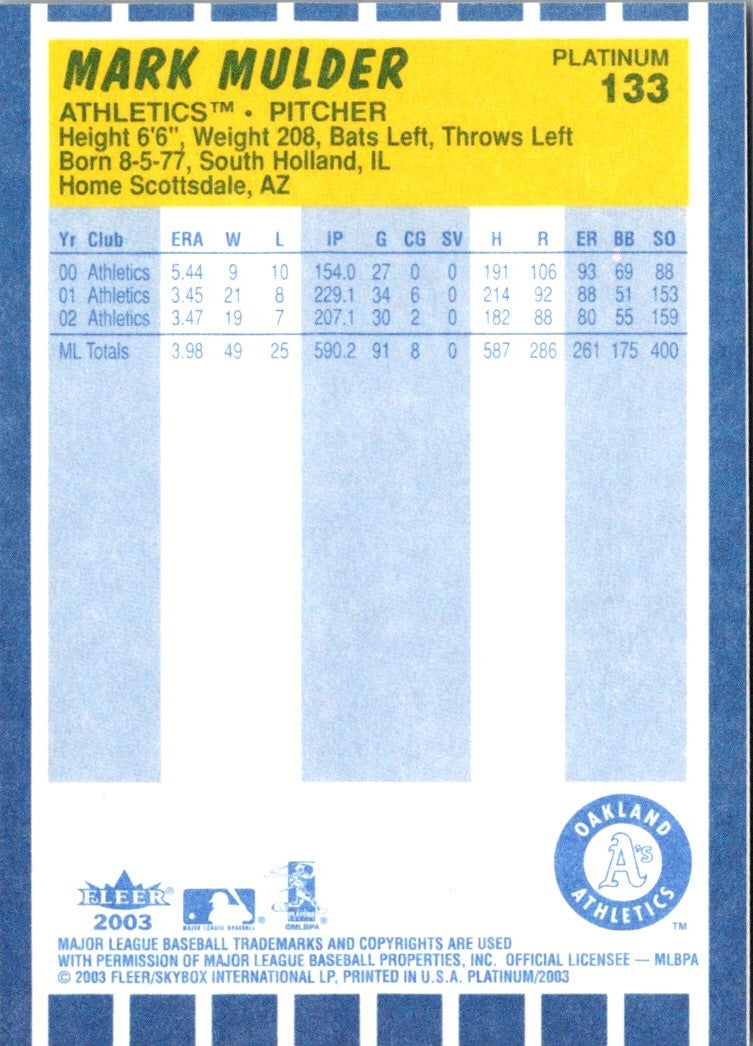 MARK MULDER
PLATINUM
133
ATHLETICS™ • PITCHER
Height 6'6", Weight 208, Bats Left, Throws Left
Born 8-5-77, South Holland, IL
Home Scottsdale, AZ
Yr Club ERA W L IP G CG SV H R ER BB SO
00 Athletics 5.44 9 10 154.0 27 0 0 191 106 93 69 88
01 Athletics 3.45 21 8 229.1 34 6 0 214 92 88 51 153
02 Athletics 3.47 19 7 207.1 30 2 0 182 88 80 55 159
ML Totals 3.98 49 25 590.2 91 8 0 587 286 261 175 400
OAKLAND
A's
ATHLETICS
TM
FLEER®
2003
MAJOR LEAGUE BASEBALL®
PLAYERS
©MLBPA®
MAJOR LEAGUE BASEBALL TRADEMARKS AND COPYRIGHTS ARE USED
WITH PERMISSION OF MAJOR LEAGUE BASEBALL PROPERTIES, INC. OFFICIAL LICENSEE — MLBPA
© 2003 FLEER/SKYBOX INTERNATIONAL LP, PRINTED IN U.S.A. PLATINUM/2003